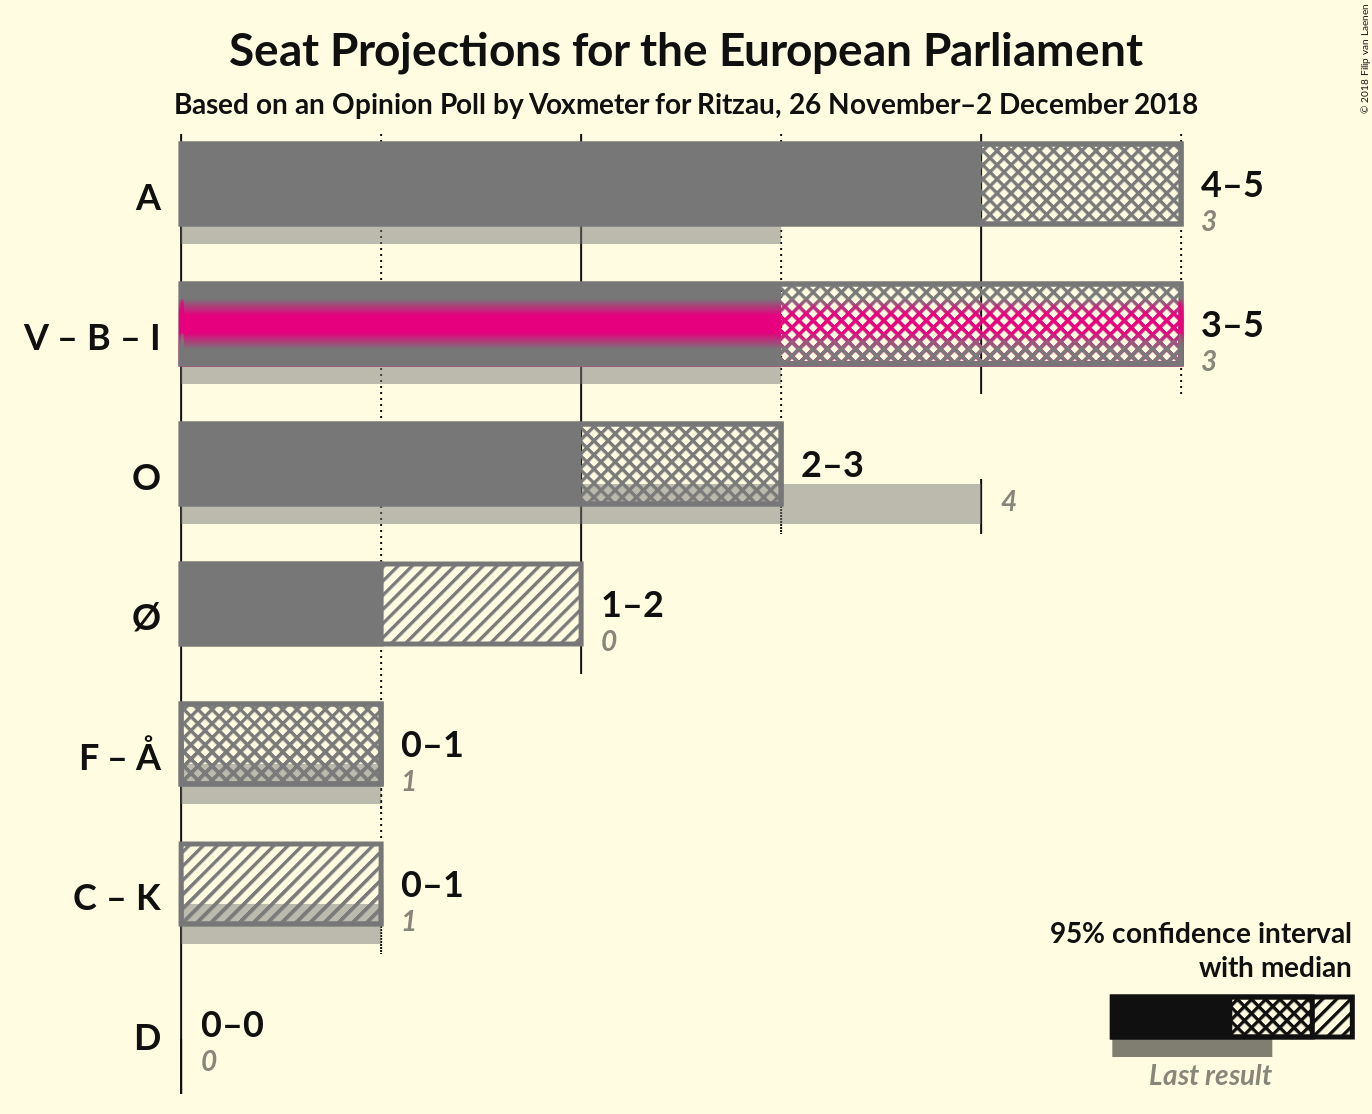 Seat Projections for the European Parliament
Based on an Opinion Poll by Voxmeter for Ritzau, 26 November–2 December 2018
© 2018 Filip van Laenen
A
4–5
3
V – B – I
3–5
3
O
2–3
4
Ø
1–2
0
F – Å
0–1
1
C – K
0–1
1
D
0–0
0
95% confidence interval
with median
Last result